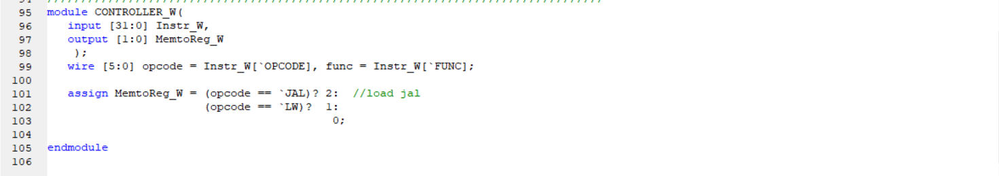 95 module CONTROLLER_W(
96 input [31:0] Instr_W,
97 output [1:0] MemtoReg_W
98 );
99 wire [5:0] opcode = Instr_W[`OPCODE], func = Instr_W[`FUNC];
100
101 assign MemtoReg_W = (opcode == `JAL)? 2: //load jal
102 (opcode == `LW)? 1:
103 0;
104
105 endmodule
106